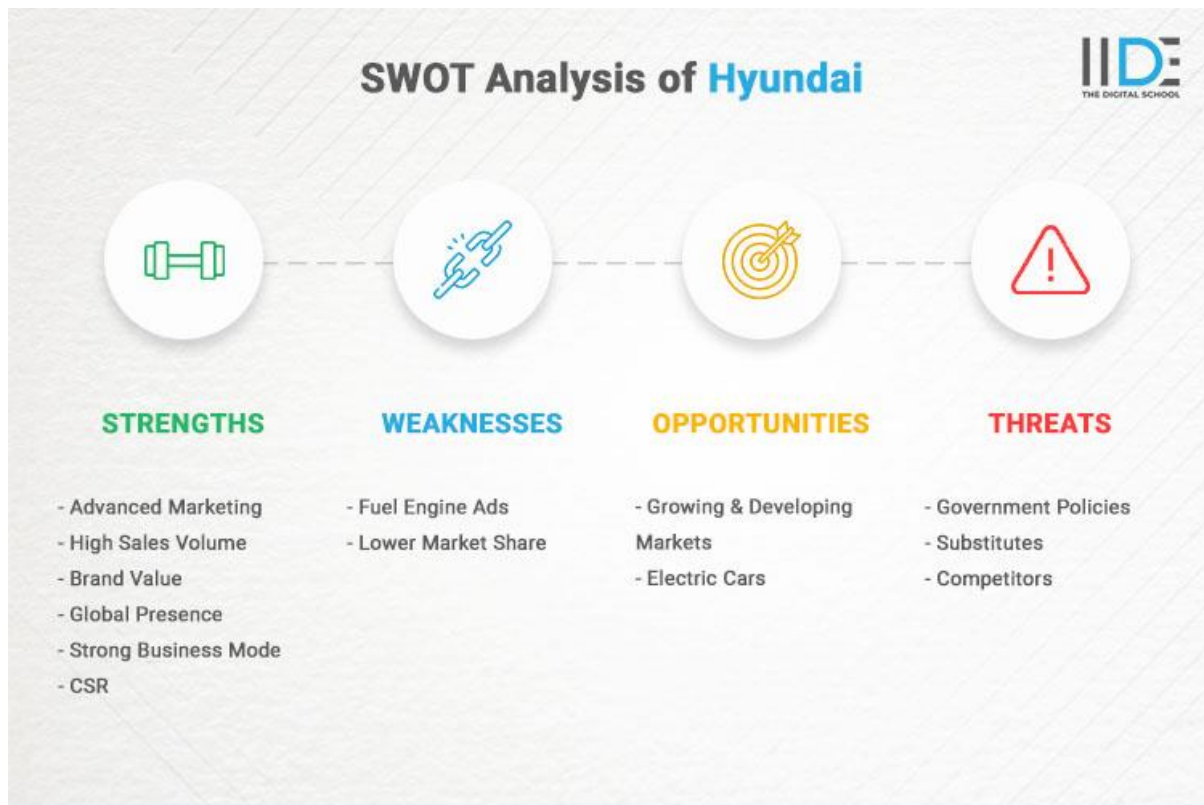 SWOT Analysis of Hyundai
IIDE
THE DIGITAL SCHOOL
STRENGTHS
- Advanced Marketing
- High Sales Volume
- Brand Value
- Global Presence
- Strong Business Mode
- CSR
WEAKNESSES
- Fuel Engine Ads
- Lower Market Share
OPPORTUNITIES
- Growing & Developing
Markets
- Electric Cars
THREATS
- Government Policies
- Substitutes
- Competitors